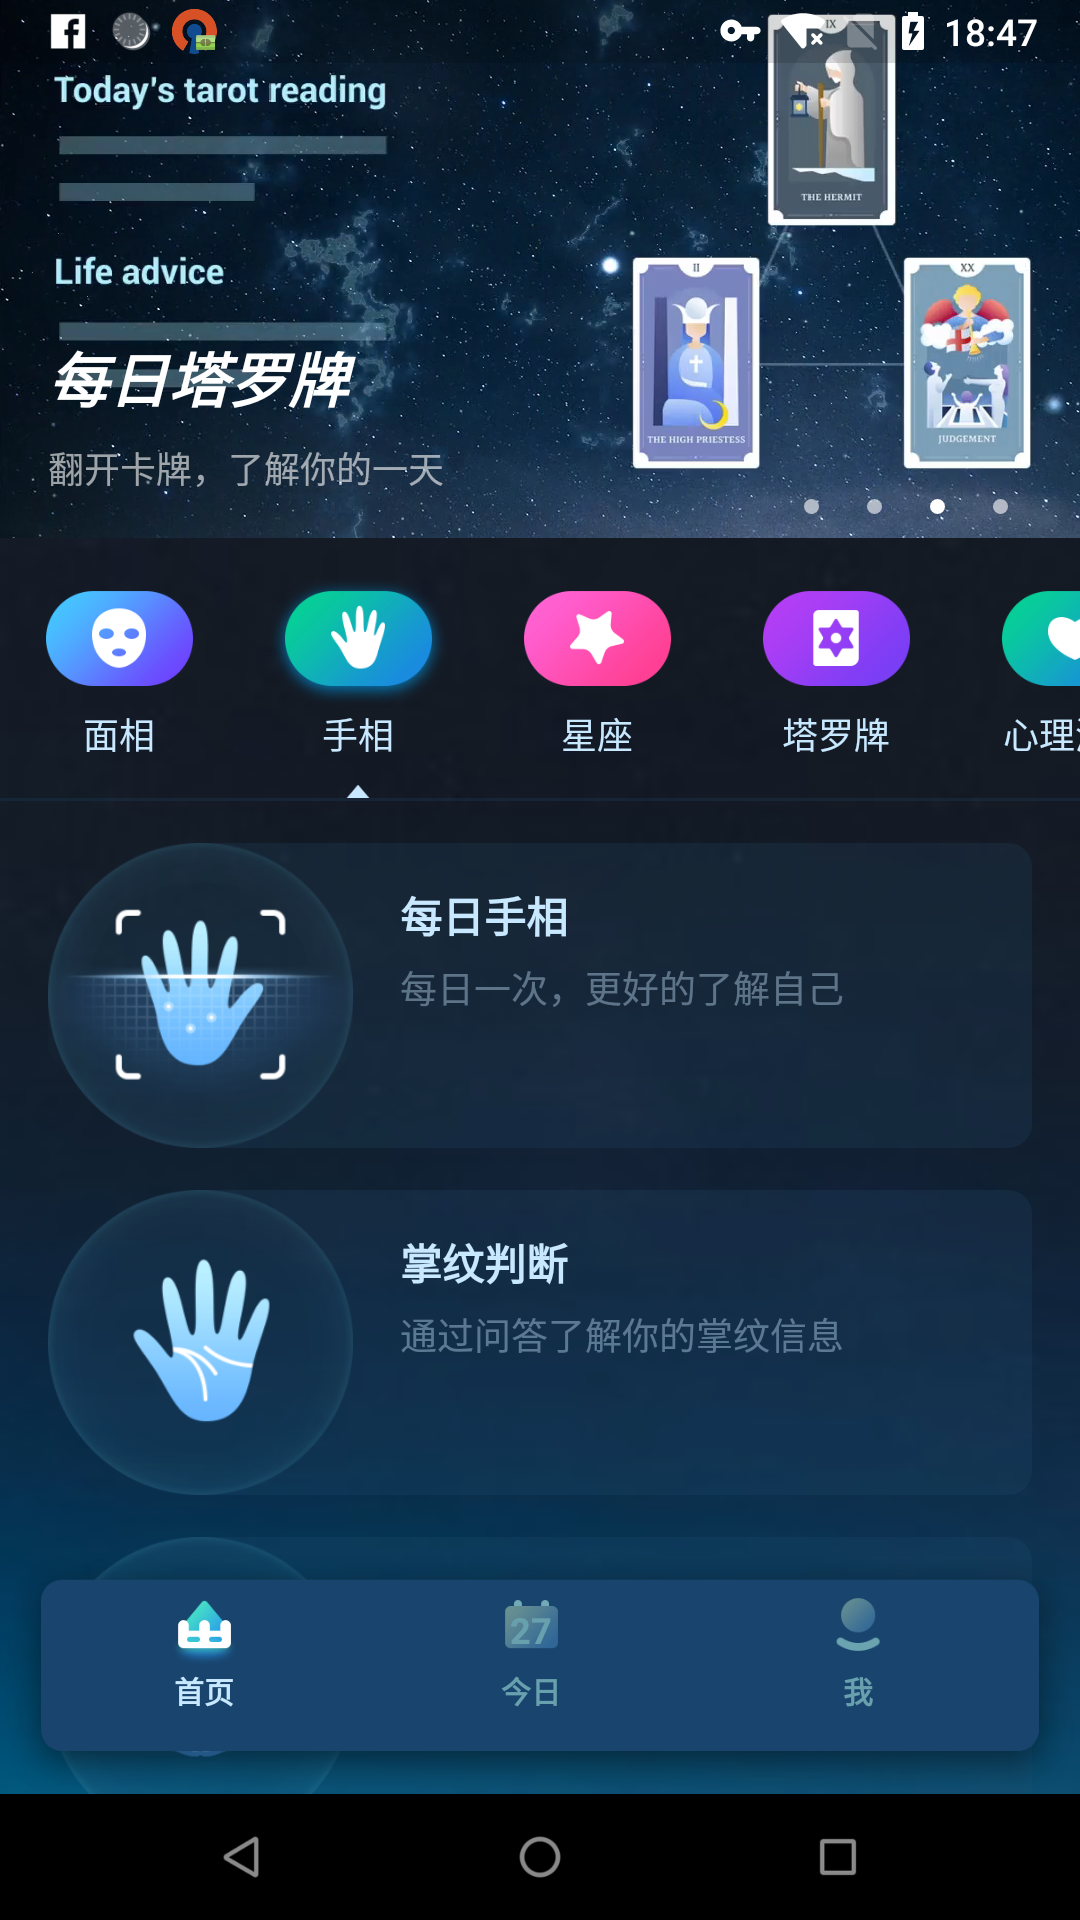 18:47
Today's tarot reading
IX
THE HERMIT
Life advice
II
THE HIGH PRIESTESS
XX
JUDGEMENT
每日塔罗牌
翻开卡牌，了解你的一天
面相
手相
星座
塔罗牌
心理
每日手相
每日一次，更好的了解自己
掌纹判断
通过问答了解你的掌纹信息
27
首页
今日
我